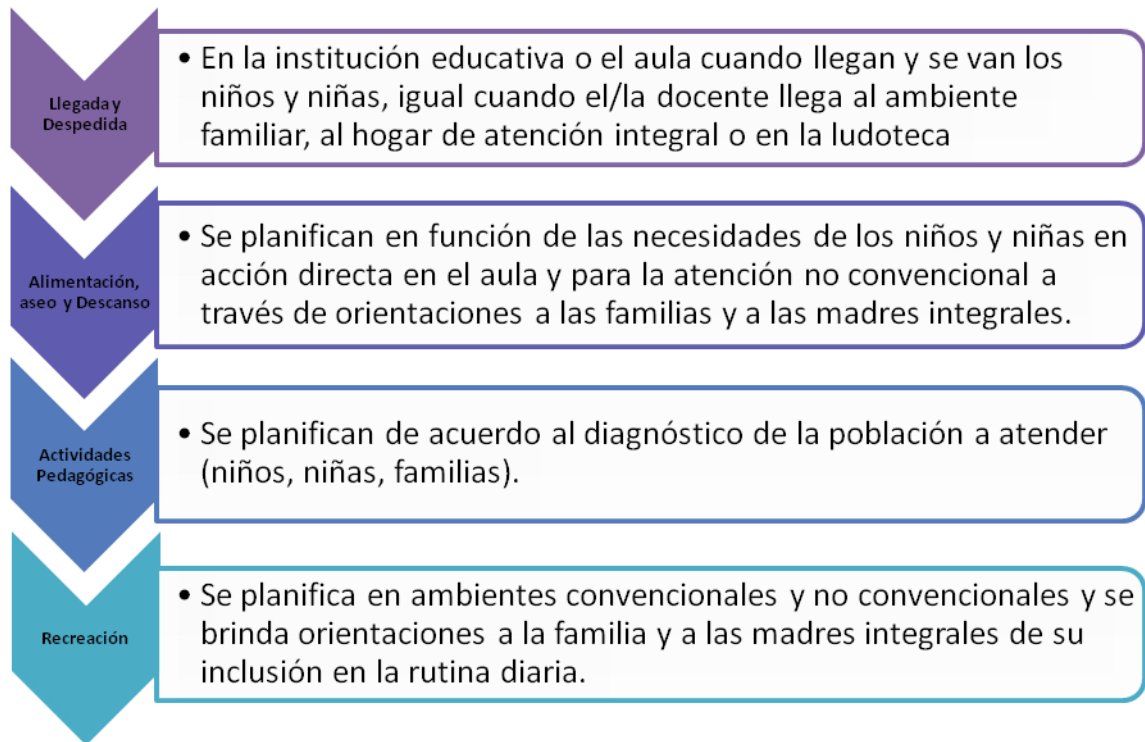 Llegada y
Despedida
• En la institución educativa o el aula cuando llegan y se van los
niños y niñas, igual cuando el/la docente llega al ambiente
familiar, al hogar de atención integral o en la ludoteca
Alimentación,
aseo y Descanso
• Se planifican en función de las necesidades de los niños y niñas en
acción directa en el aula y para la atención no convencional a
través de orientaciones a las familias y a las madres integrales.
Actividades
Pedagógicas
• Se planifican de acuerdo al diagnóstico de la población a atender
(niños, niñas, familias).
Recreación
• Se planifica en ambientes convencionales y no convencionales y se
brinda orientaciones a la familia y a las madres integrales de su
inclusión en la rutina diaria.